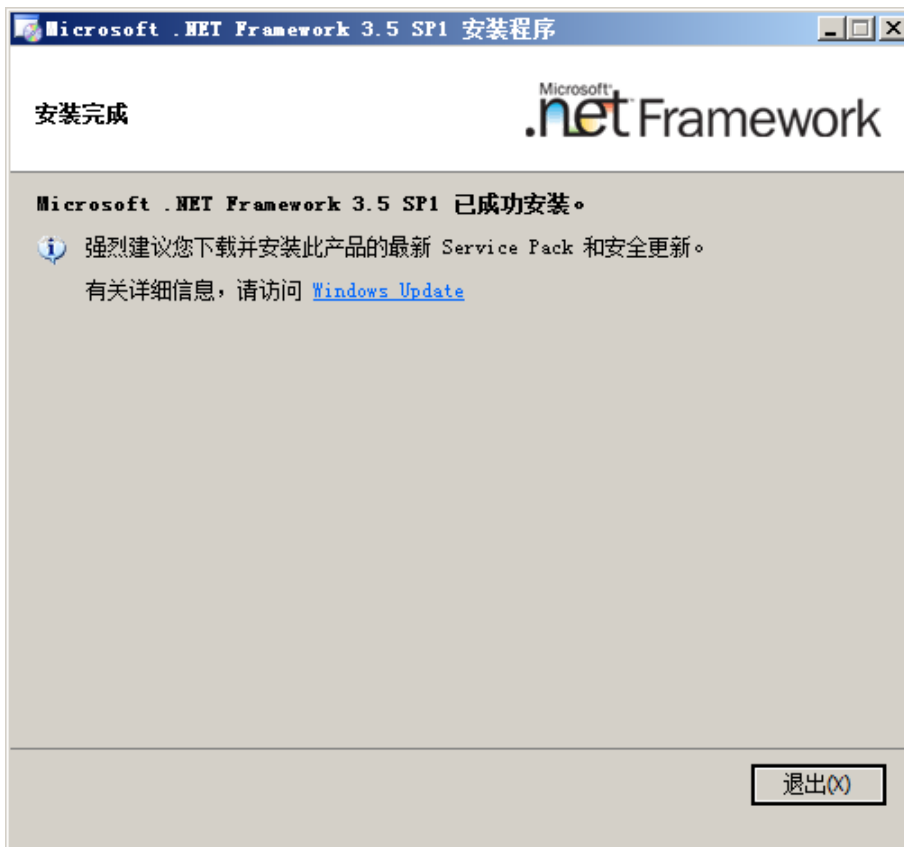 Microsoft .NET Framework 3.5 SP1 安装程序
安装完成
Microsoft
.net Framework
Microsoft .NET Framework 3.5 SP1 已成功安装。
强烈建议您下载并安装此产品的最新 Service Pack 和安全更新。
有关详细信息，请访问 Windows Update
退出(X)